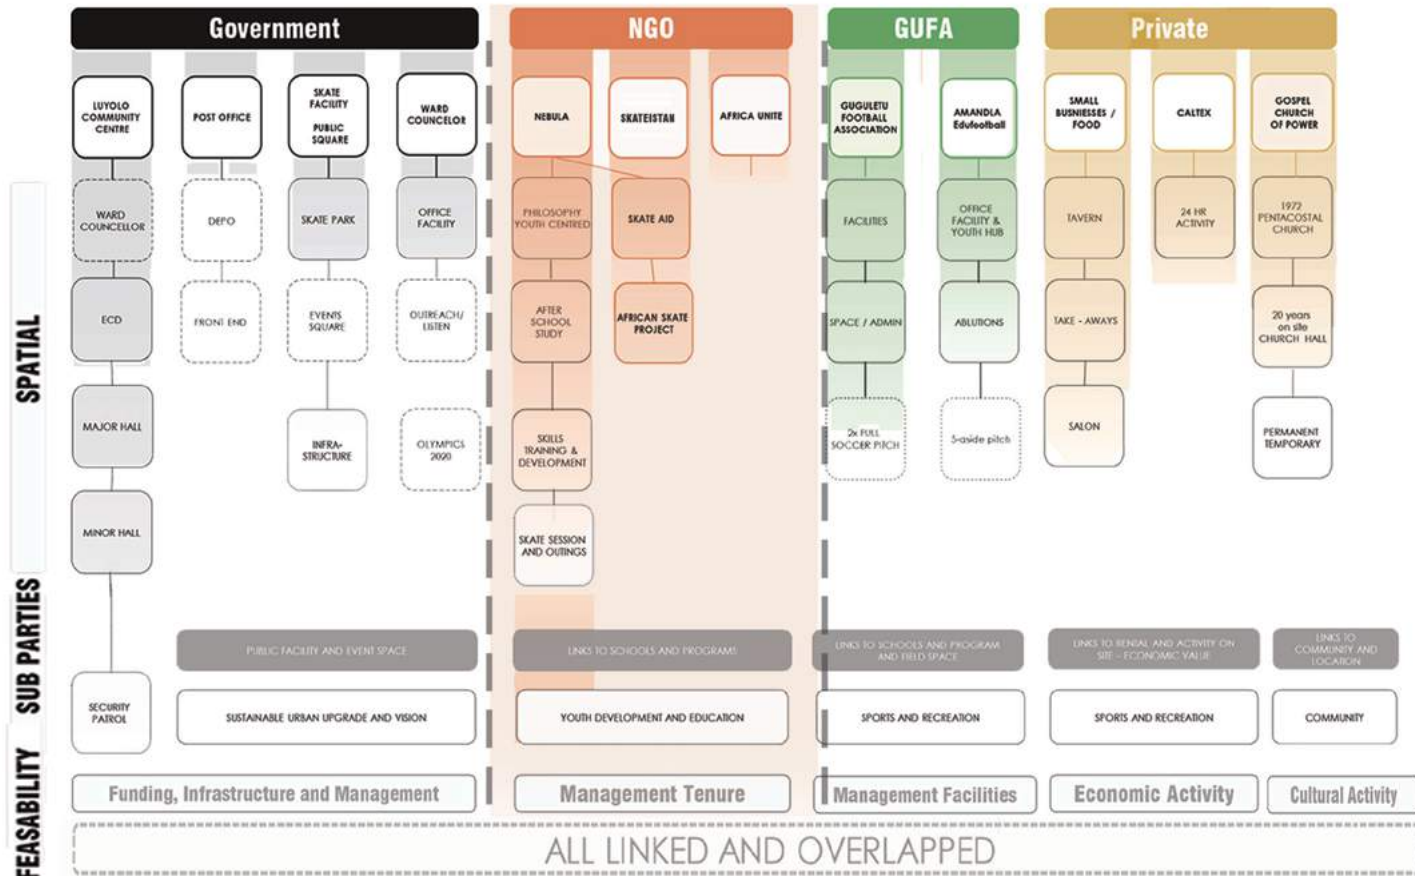 Government
NGO
GUFA
Private
LUYOLO
COMMUNITY
CENTRE
POST OFFICE
SKATE
FACILITY
PUBLIC
SQUARE
WARD
COUNCELOR
NEBULA
SKATEISTAN
AFRICA UNITE
GUGULETU
FOOTBALL
ASSOCIATION
AMANDLA
Edufootball
SMALL
BUSNIESSES /
FOOD
CALTEX
GOSPEL
CHURCH
OF POWER
SPATIAL
WARD
COUNCELLOR
DEPO
SKATE PARK
OFFICE
FACILITY
PHILOSOPHY
YOUTH CENTRED
SKATE AID
FACILITIES
OFFICE
FACILITY &
YOUTH HUB
TAVERN
24 HR
ACTIVITY
1972
PENTACOSTAL
CHURCH
ECD
FRONT END
EVENTS
SQUARE
OUTREACH/
LISTEN
AFTER
SCHOOL
STUDY
AFRICAN SKATE
PROJECT
SPACE / ADMIN
ABLUTIONS
TAKE - AWAYS
20 years
on site
CHURCH HALL
MAJOR HALL
INFRA-
STRUCTURE
OLYMPICS
2020
SKILLS
TRAINING &
DEVELOPMENT
2x FULL
SOCCER PITCH
5-aside pitch
SALON
PERMANENT
TEMPORARY
MINOR HALL
SKATE SESSION
AND OUTINGS
SUB PARTIES
PUBLIC FACILITY AND EVENT SPACE
LINKS TO SCHOOLS AND PROGRAMS
LINKS TO SCHOOLS AND PROGRAM
AND FIELD SPACE
LINKS TO RENTAL AND ACTIVITY ON
SITE - ECONOMIC VALUE
LINKS TO
COMMUNITY AND
LOCATION
SECURITY
PATROL
SUSTAINABLE URBAN UPGRADE AND VISION
YOUTH DEVELOPMENT AND EDUCATION
SPORTS AND RECREATION
SPORTS AND RECREATION
COMMUNITY
FEASABILITY
Funding, Infrastructure and Management
Management Tenure
Management Facilities
Economic Activity
Cultural Activity
ALL LINKED AND OVERLAPPED